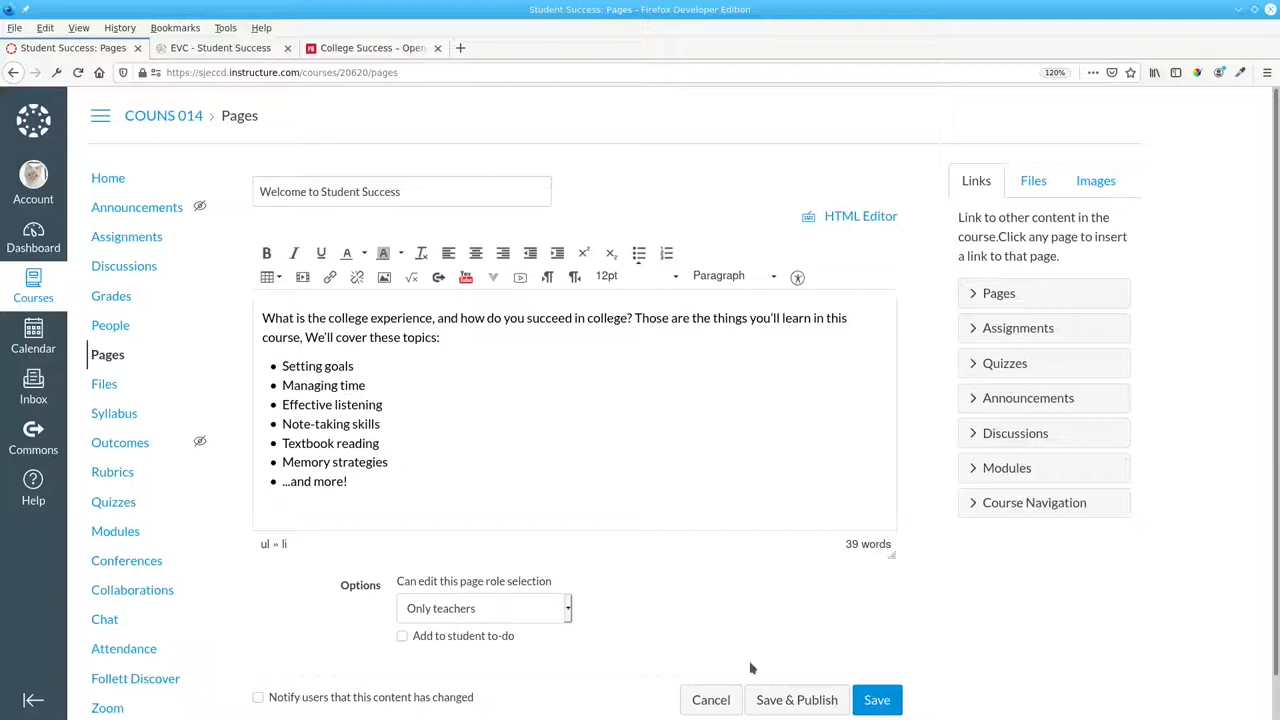 Student Success: Pages - Firefox Developer Edition
File Edit View History Bookmarks Tools Help
Student Success: Pages
EVC - Student Success
College Success – Open
https://sjeccd.instructure.com/courses/20620/pages
120%
COUNS 014 › Pages
Account
Dashboard
Courses
Calendar
Inbox
Commons
Help
Home
Announcements
Assignments
Discussions
Grades
People
Pages
Files
Syllabus
Outcomes
Rubrics
Quizzes
Modules
Conferences
Collaborations
Chat
Attendance
Follett Discover
Zoom
Welcome to Student Success
HTML Editor
12pt
Paragraph
What is the college experience, and how do you succeed in college? Those are the things you'll learn in this
course, We'll cover these topics:
• Setting goals
• Managing time
• Effective listening
• Note-taking skills
• Textbook reading
• Memory strategies
• ...and more!
ul » li
39 words
Options
Can edit this page role selection
Only teachers
Add to student to-do
Notify users that this content has changed
Cancel
Save & Publish
Save
Links
Files
Images
Link to other content in the
course.Click any page to insert
a link to that page.
Pages
Assignments
Quizzes
Announcements
Discussions
Modules
Course Navigation